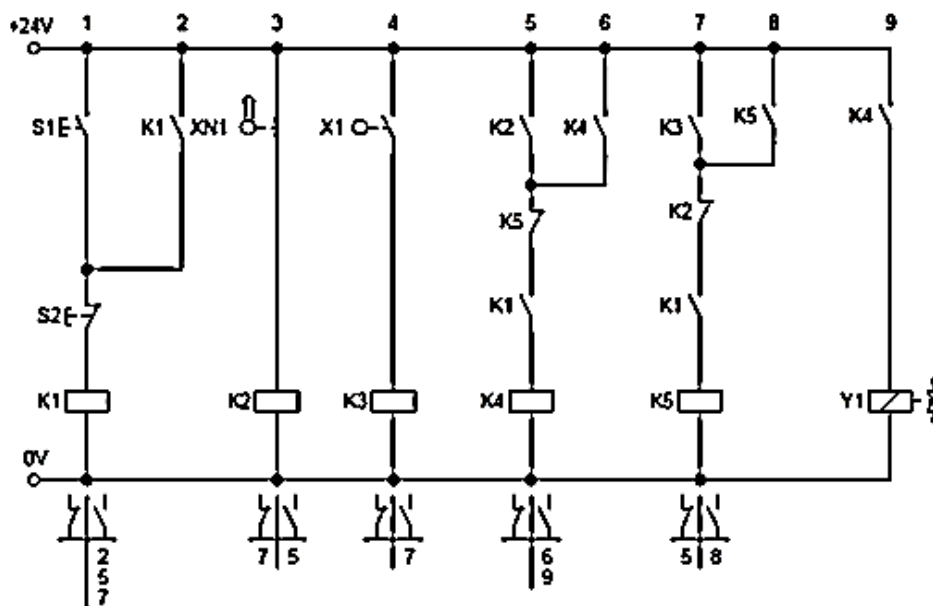 +24V 1 2 3 4 5 6 7 8 9
S1 K1 XN1 X1 K2 X4 K3 K5 K4
X5 K2
S2 K1 K1
K1 K2 K3 X4 K5 Y1
0V
2 7 5 7 6 5 8
5 9
7